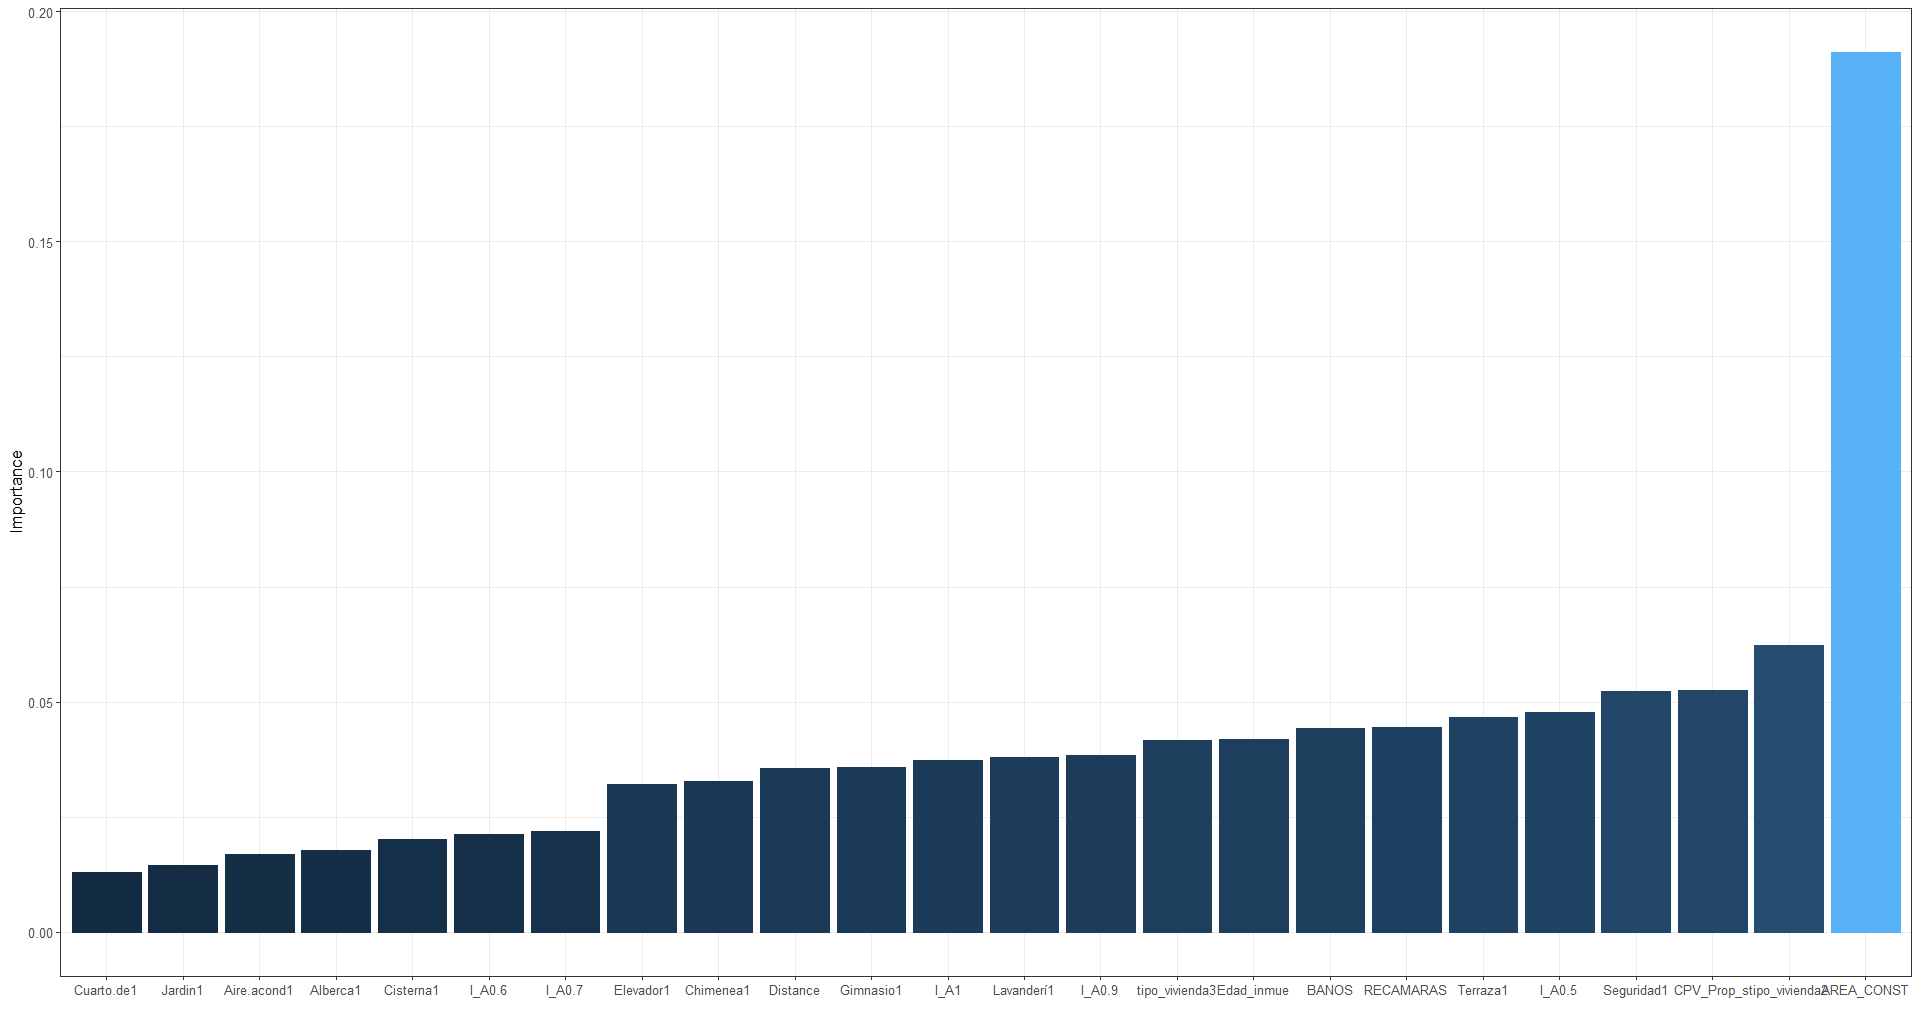 0.20
0.15
0.10
0.05
0.00
Importance
Cuarto.de1 Jardin1 Aire.acond1 Alberca1 Cisterna1 I_A0.6 I_A0.7 Elevador1 Chimenea1 Distance Gimnasio1 I_A1 Lavanderí1 I_A0.9 tipo_vivienda3 Edad_inmue BANOS RECAMARAS Terraza1 I_A0.5 Seguridad1 CPV_Prop_s tipo_vivienda2 AREA_CONST